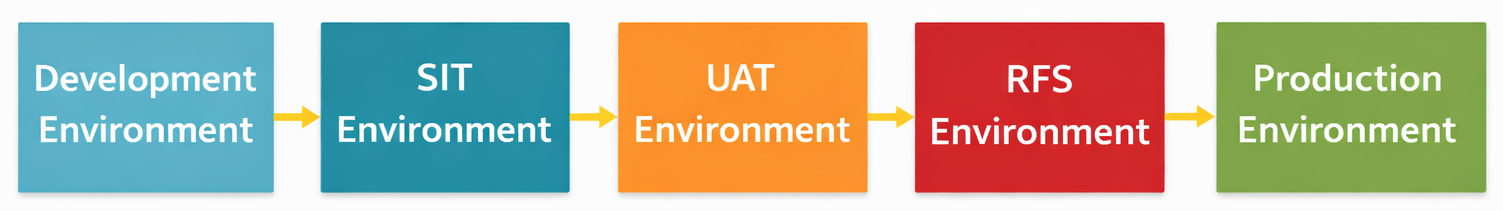 Development
Environment
SIT
Environment
UAT
Environment
RFS
Environment
Production
Environment